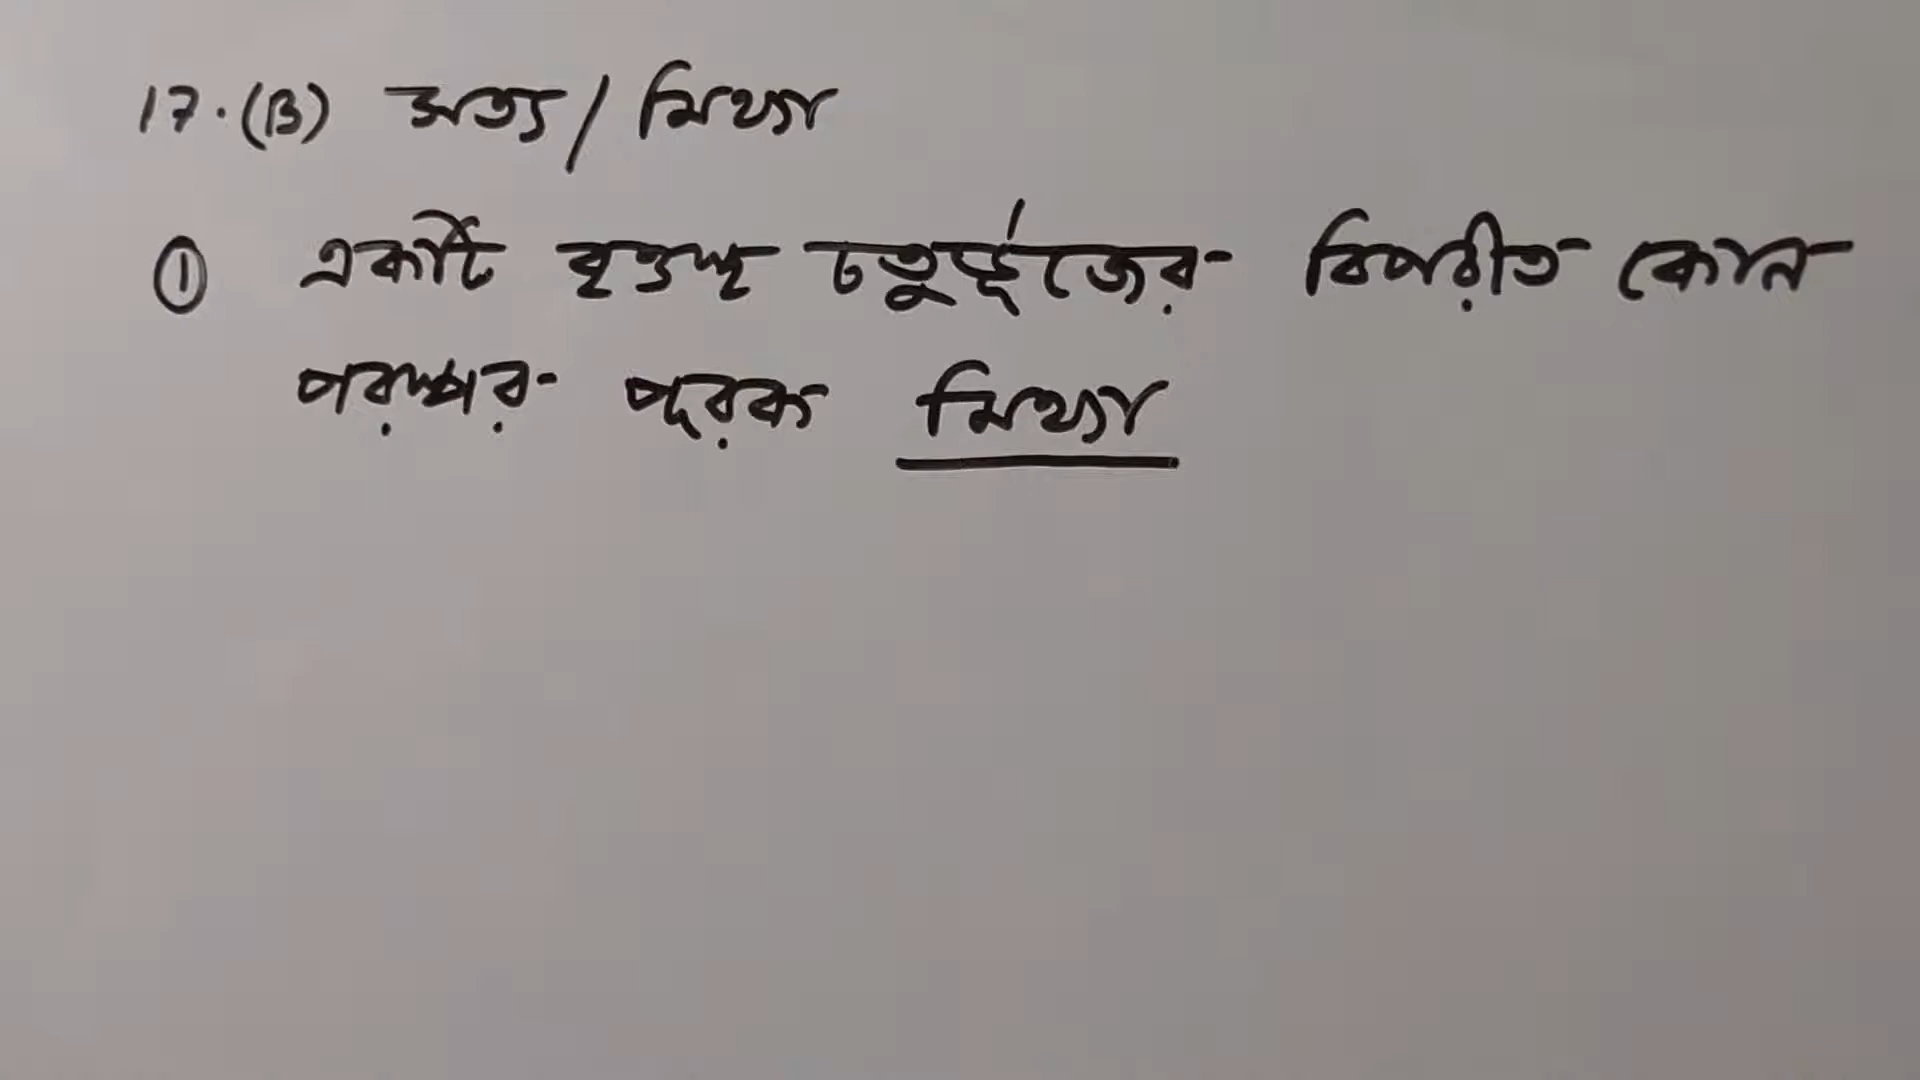 17.(B) সত্য/মিথ্যা
① একটি বৃত্তস্থ চতুর্ভূজের বিপরীত কোন
পরস্পর পূরক মিথ্যা